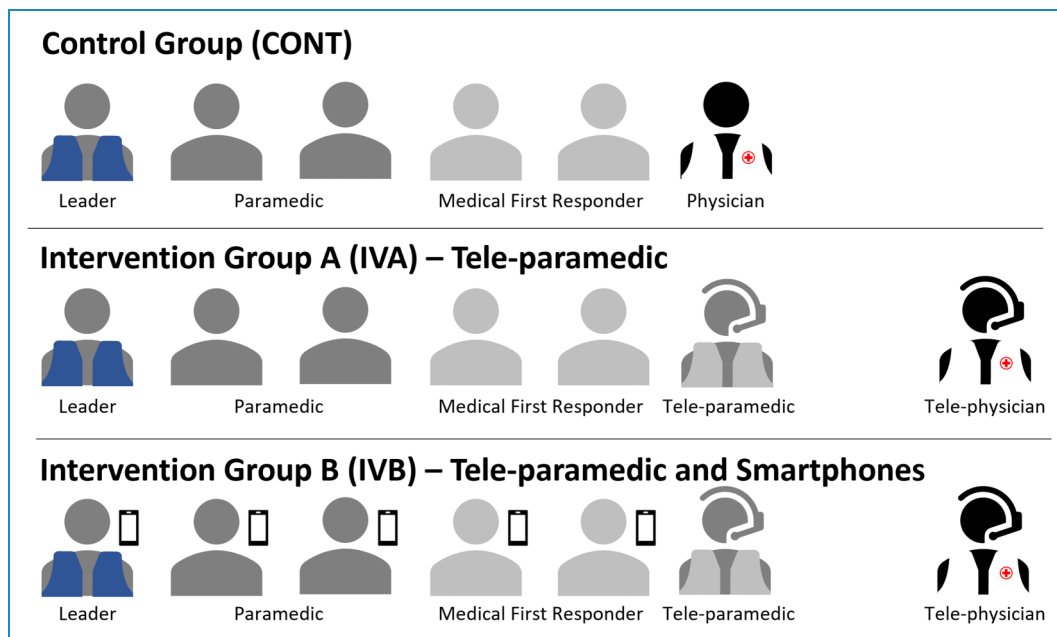 Control Group (CONT)
Leader Paramedic Medical First Responder Physician
Intervention Group A (IVA) – Tele-paramedic
Leader Paramedic Medical First Responder Tele-paramedic Tele-physician
Intervention Group B (IVB) – Tele-paramedic and Smartphones
Leader Paramedic Medical First Responder Tele-paramedic Tele-physician